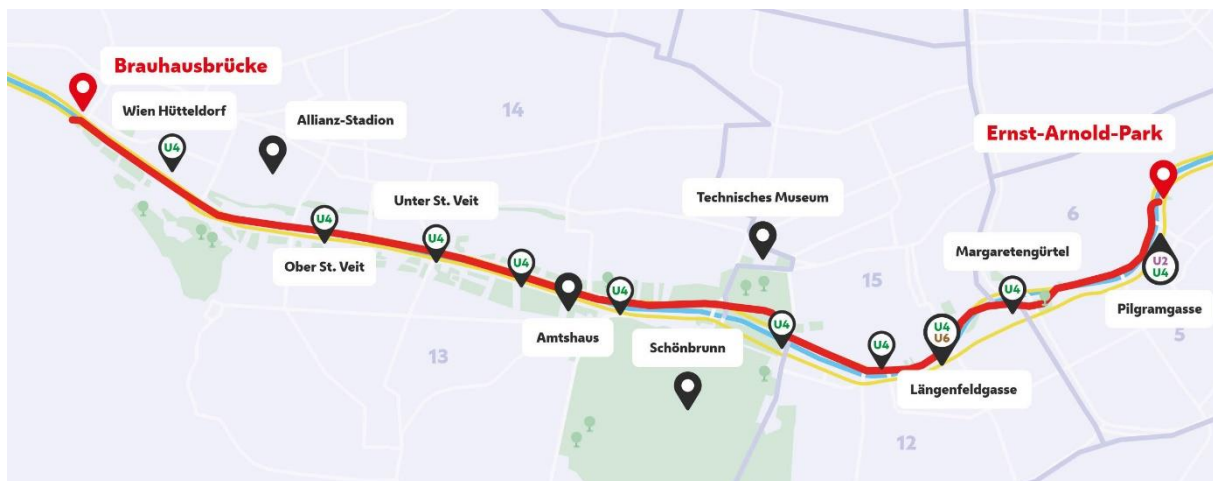 Brauhausbrücke
Wien Hütteldorf
U4
Allianz-Stadion
14
Ernst-Arnold-Park
Unter St. Veit
Technisches Museum
6
U4
U4
Ober St. Veit
U4
Amtshaus
U4
Schönbrunn
13
U4
15
U4
Margaretengürtel
U4
U2
U4
Pilgramgasse
5
U4
U6
Längenfeldgasse
12